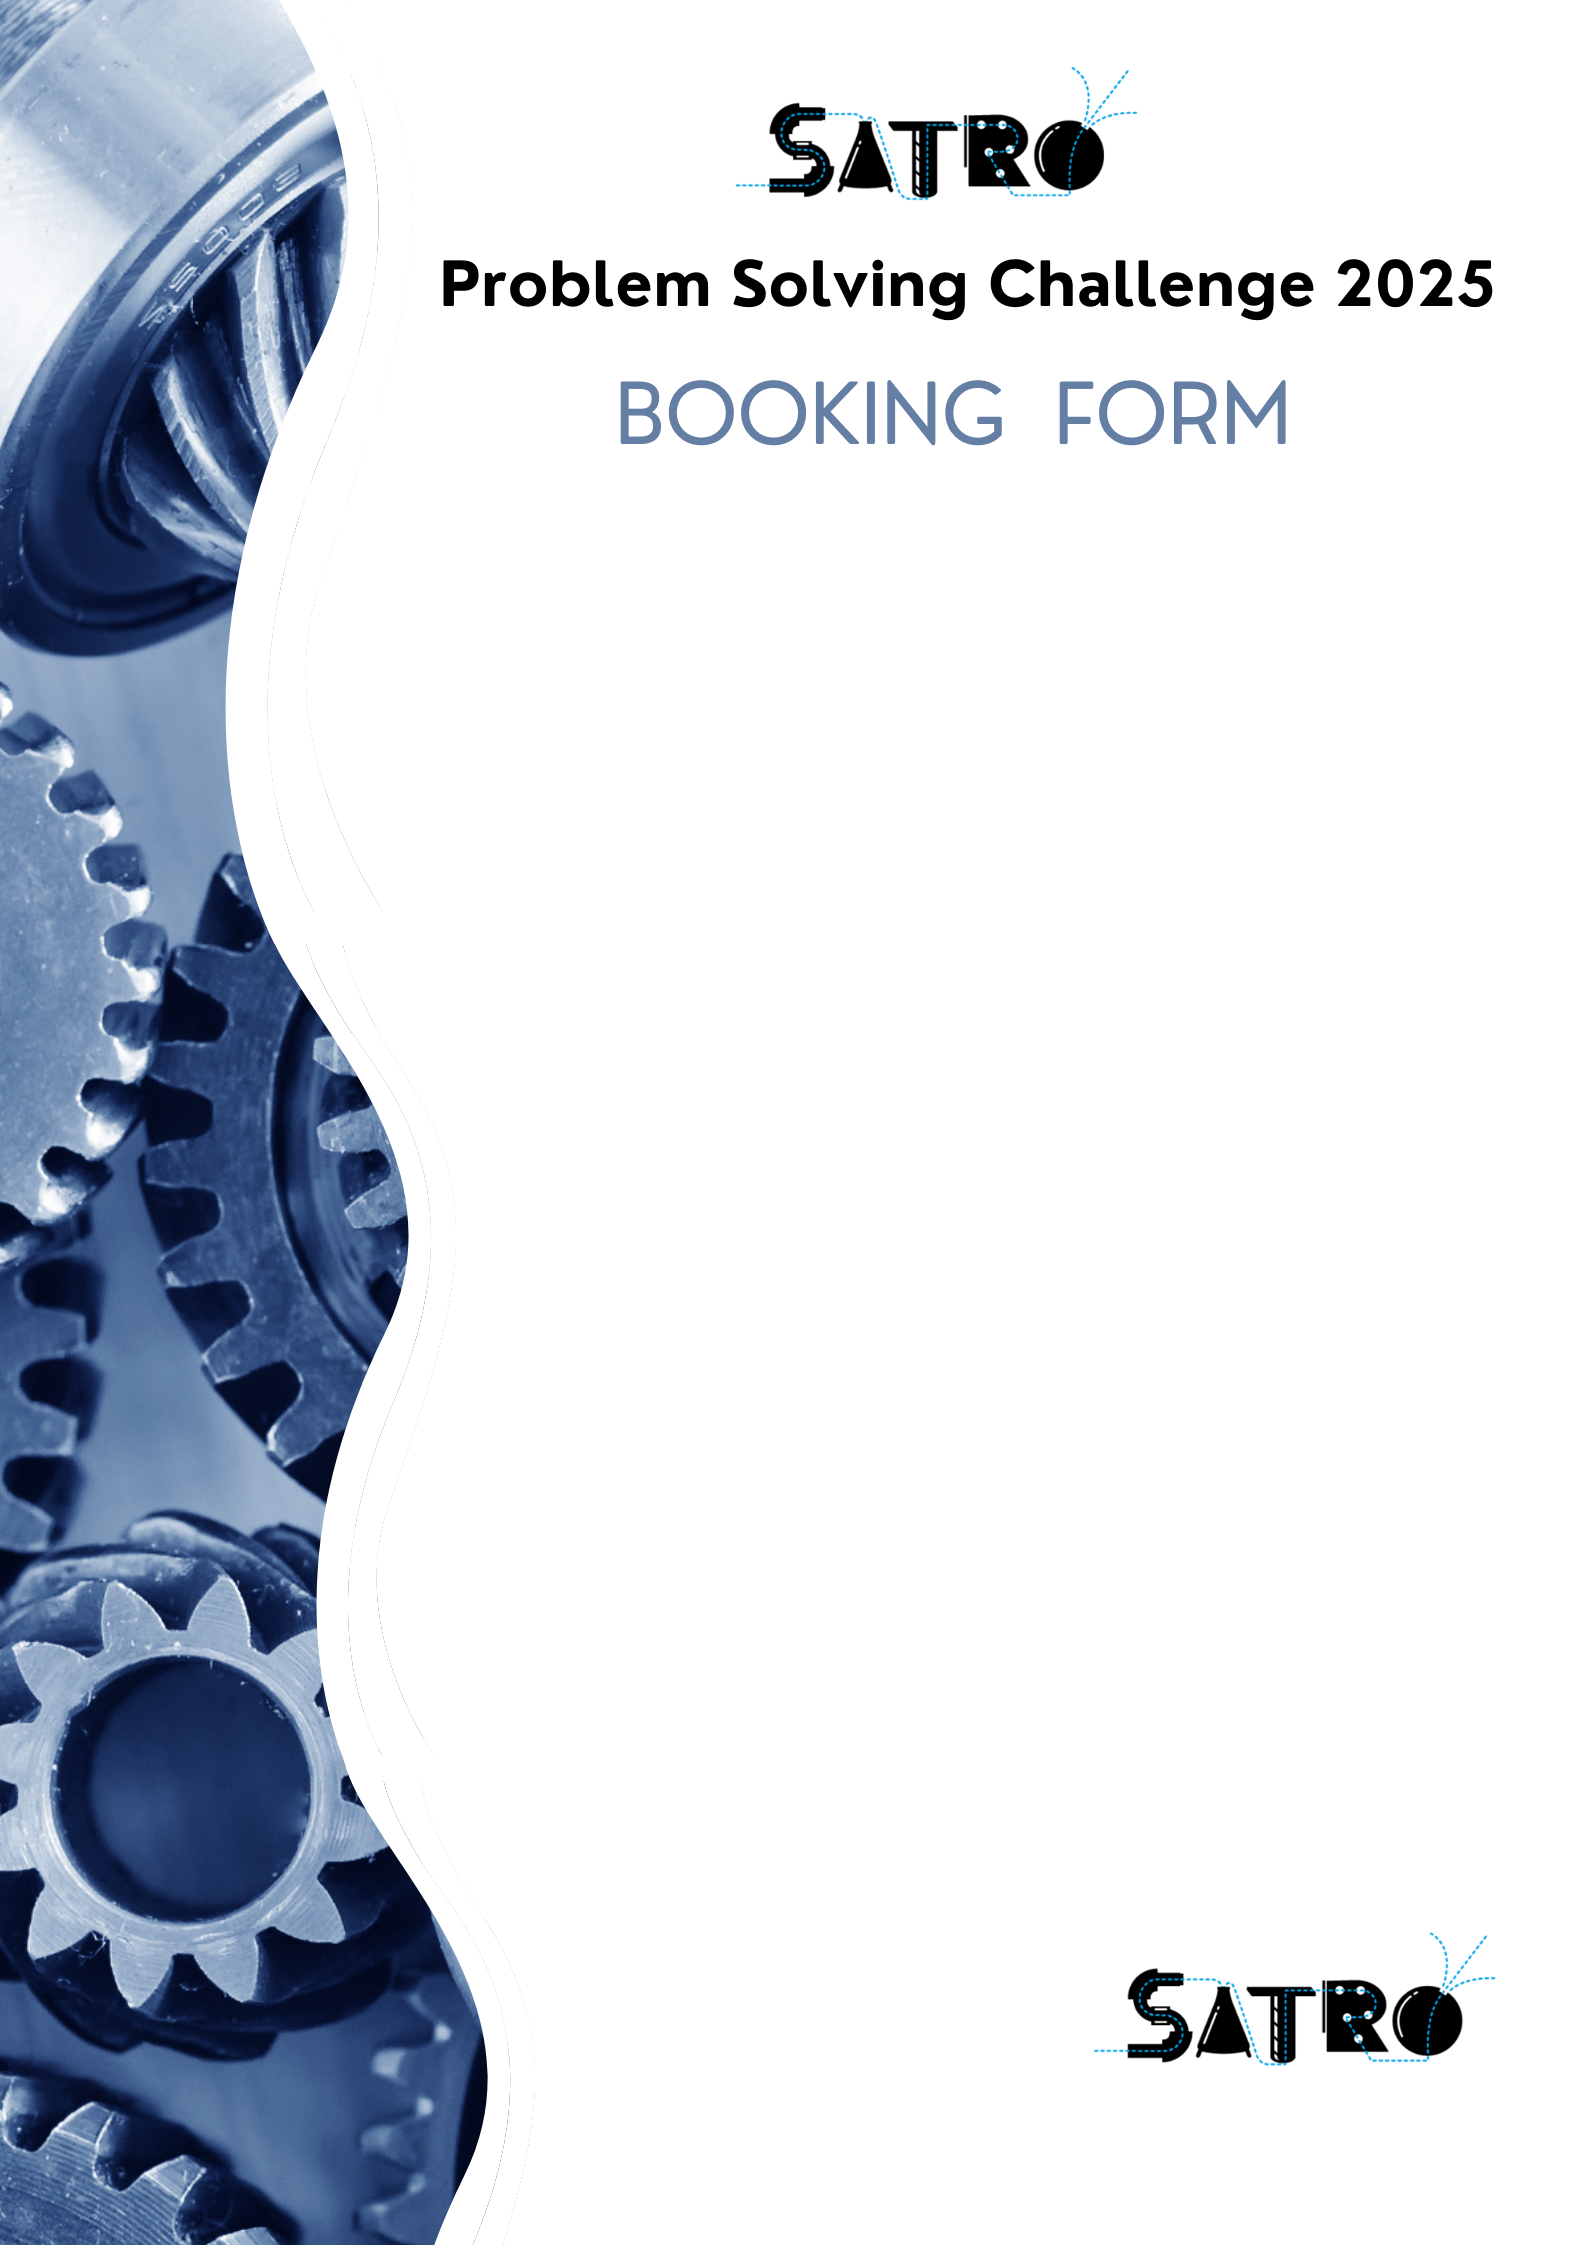 SATRO
Problem Solving Challenge 2025
BOOKING FORM
SATRO